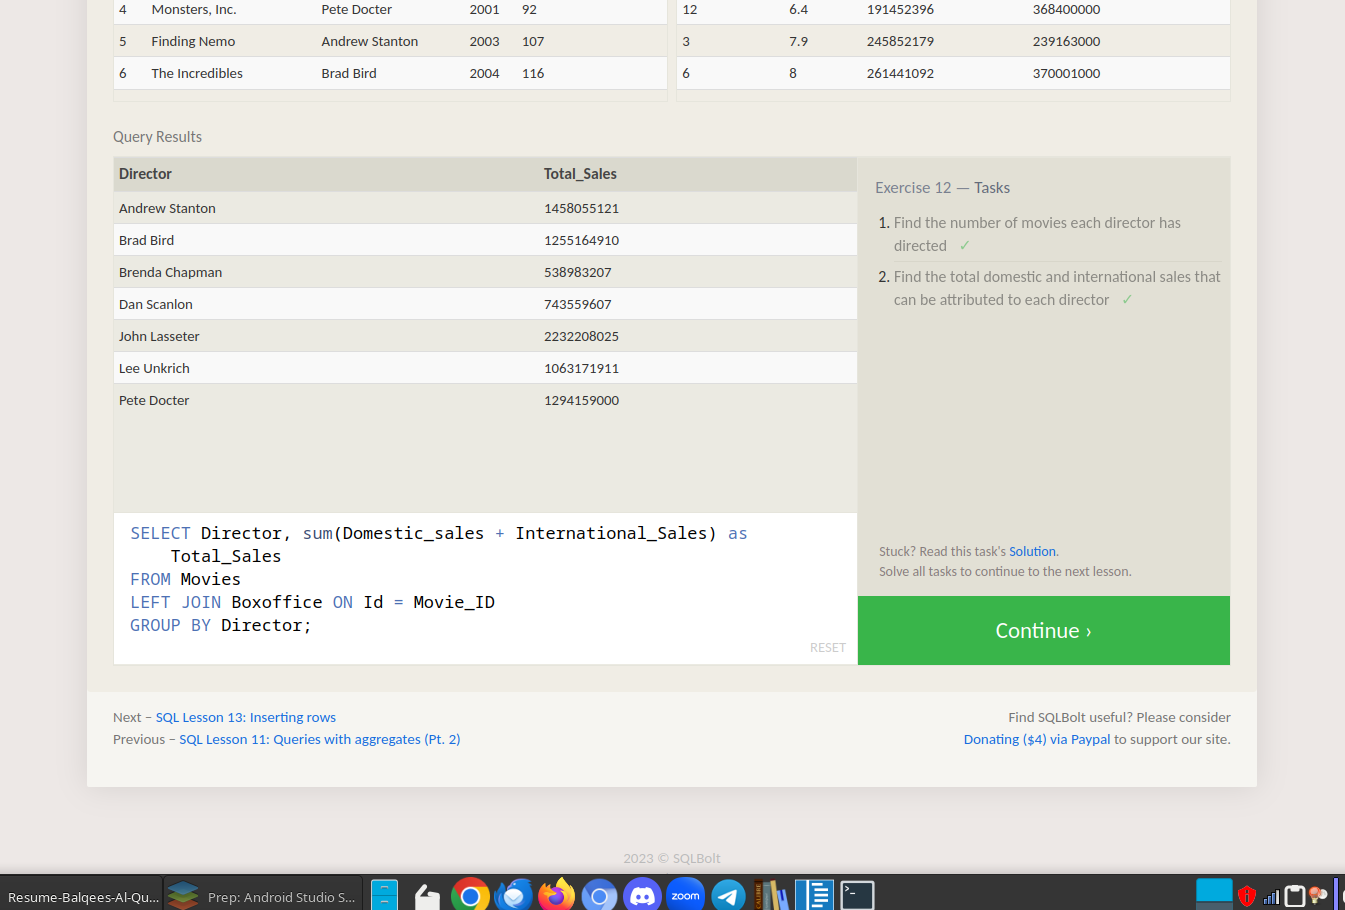 4 Monsters, Inc. Pete Docter 2001 92 12 6.4 191452396 368400000
5 Finding Nemo Andrew Stanton 2003 107 3 7.9 245852179 239163000
6 The Incredibles Brad Bird 2004 116 6 8 261441092 370001000
Query Results
Director Total_Sales
Andrew Stanton 1458055121
Brad Bird 1255164910
Brenda Chapman 538983207
Dan Scanlon 743559607
John Lasseter 2232208025
Lee Unkrich 1063171911
Pete Docter 1294159000
Exercise 12 — Tasks
1. Find the number of movies each director has
directed ✓
2. Find the total domestic and international sales that
can be attributed to each director ✓
SELECT Director, sum(Domestic_sales + International_Sales) as
Total_Sales
FROM Movies
LEFT JOIN Boxoffice ON Id = Movie_ID
GROUP BY Director;
RESET
Stuck? Read this task's Solution.
Solve all tasks to continue to the next lesson.
Continue ›
Next – SQL Lesson 13: Inserting rows
Previous – SQL Lesson 11: Queries with aggregates (Pt. 2)
Find SQLBolt useful? Please consider
Donating ($4) via Paypal to support our site.
2023 © SQLBolt
Resume-Balqees-Al-Qu... Prep: Android Studio S... zoom CALIBRE >_